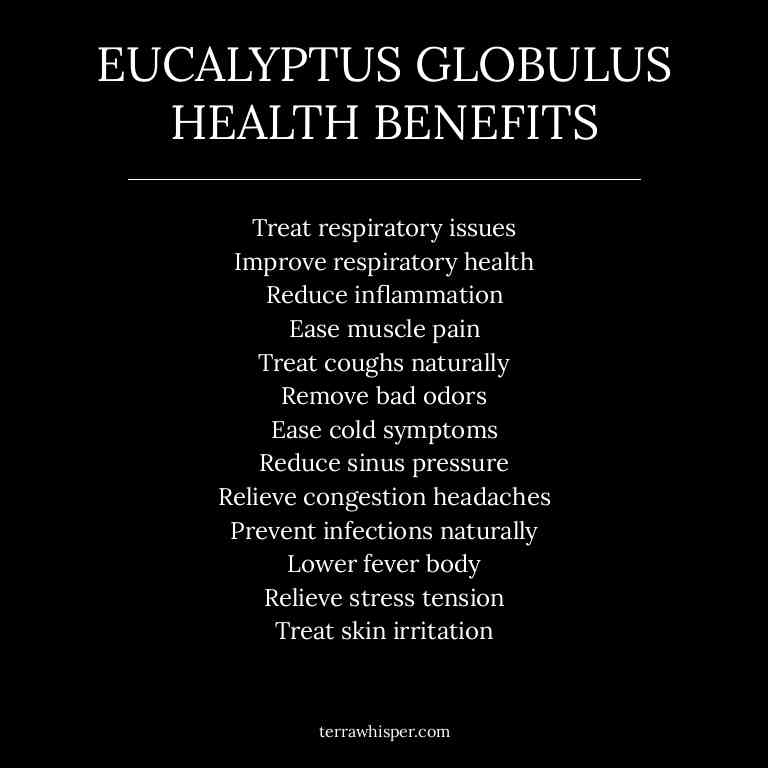 EUCALYPTUS GLOBULUS
HEALTH BENEFITS
Treat respiratory issues
Improve respiratory health
Reduce inflammation
Ease muscle pain
Treat coughs naturally
Remove bad odors
Ease cold symptoms
Reduce sinus pressure
Relieve congestion headaches
Prevent infections naturally
Lower fever body
Relieve stress tension
Treat skin irritation
terrawhisper.com